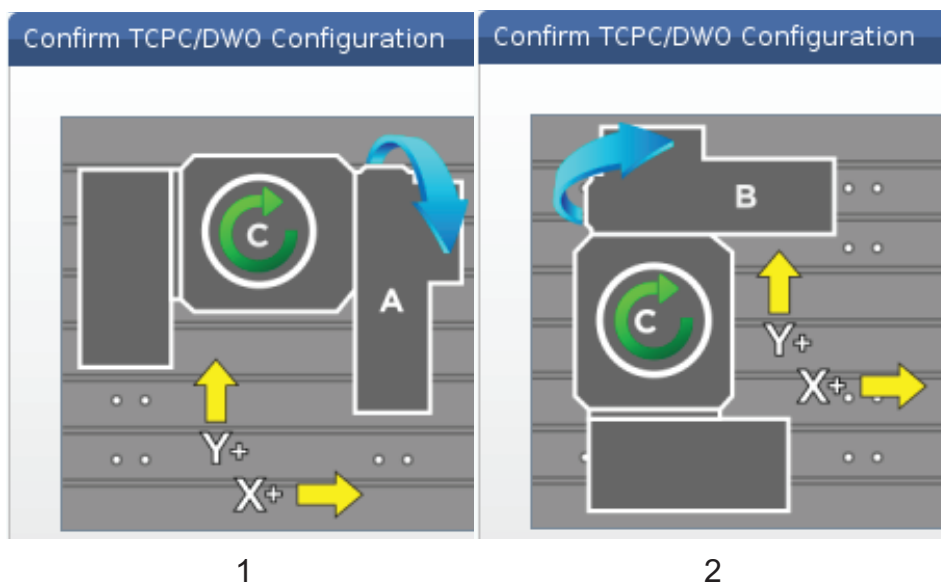 Confirm TCPC/DWO Configuration
C
A
Y+
X+
1
Confirm TCPC/DWO Configuration
B
C
Y+
X+
2